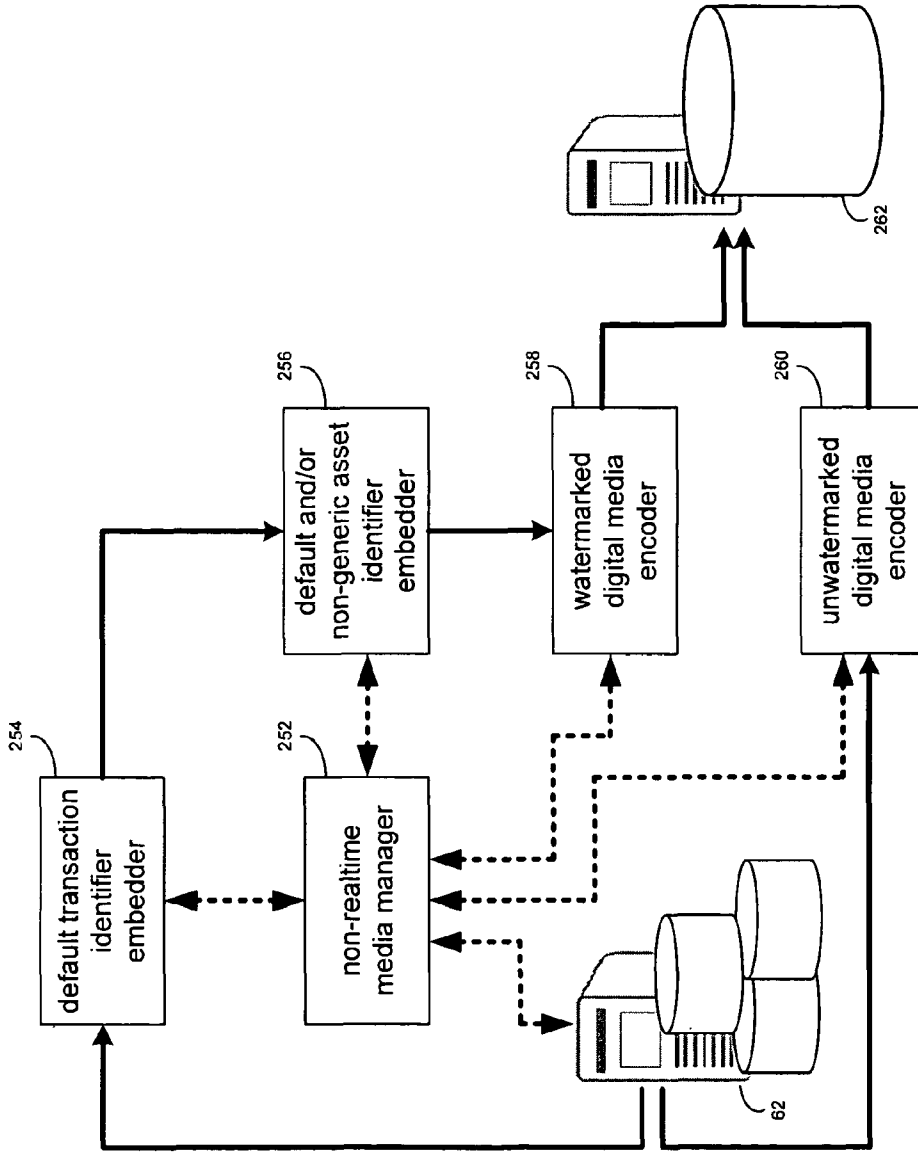 254
default transaction
identifier
embedder
256
default and/or
non-generic asset
identifier
embedder
252
non-realtime
media manager
258
watermarked
digital media
encoder
260
unwatermarked
digital media
encoder
62
262